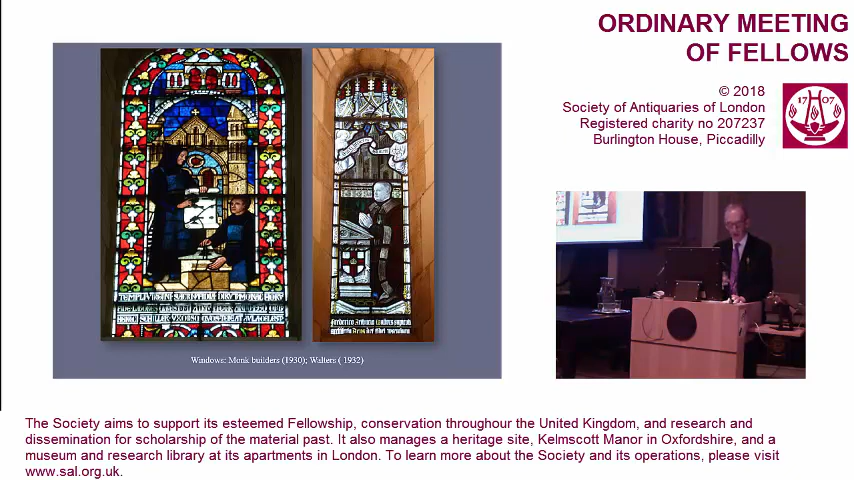 ORDINARY MEETING
OF FELLOWS
© 2018
Society of Antiquaries of London
Registered charity no 207237
Burlington House, Piccadilly
17 07
Windows: Monk builders (1930); Walters ( 1932)
The Society aims to support its esteemed Fellowship, conservation throughour the United Kingdom, and research and
dissemination for scholarship of the material past. It also manages a heritage site, Kelmscott Manor in Oxfordshire, and a
museum and research library at its apartments in London. To learn more about the Society and its operations, please visit
www.sal.org.uk.